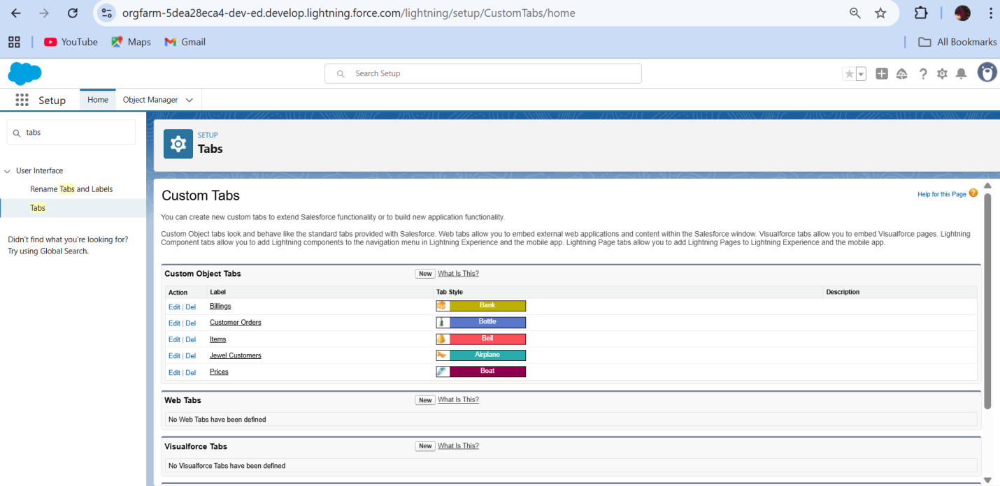 orgfarm-5dea28eca4-dev-ed.develop.lightning.force.com/lightning/setup/CustomTabs/home
YouTube Maps Gmail All Bookmarks
Search Setup
Setup Home Object Manager
tabs
User Interface
Rename Tabs and Labels
Tabs
Didn't find what you're looking for?
Try using Global Search.
SETUP
Tabs
Custom Tabs
Help for this Page ?
You can create new custom tabs to extend Salesforce functionality or to build new application functionality.
Custom Object tabs look and behave like the standard tabs provided with Salesforce. Web tabs allow you to embed external web applications and content within the Salesforce window. Visualforce tabs allow you to embed Visualforce pages. Lightning
Component tabs allow you to add Lightning components to the navigation menu in Lightning Experience and the mobile app. Lightning Page tabs allow you to add Lightning Pages to Lightning Experience and the mobile app.
Custom Object Tabs New What Is This?
Action Label Tab Style Description
Edit | Del Billings Bank
Edit | Del Customer Orders Bottle
Edit | Del Items Bell
Edit | Del Jewel Customers Airplane
Edit | Del Prices Boat
Web Tabs New What Is This?
No Web Tabs have been defined
Visualforce Tabs New What Is This?
No Visualforce Tabs have been defined